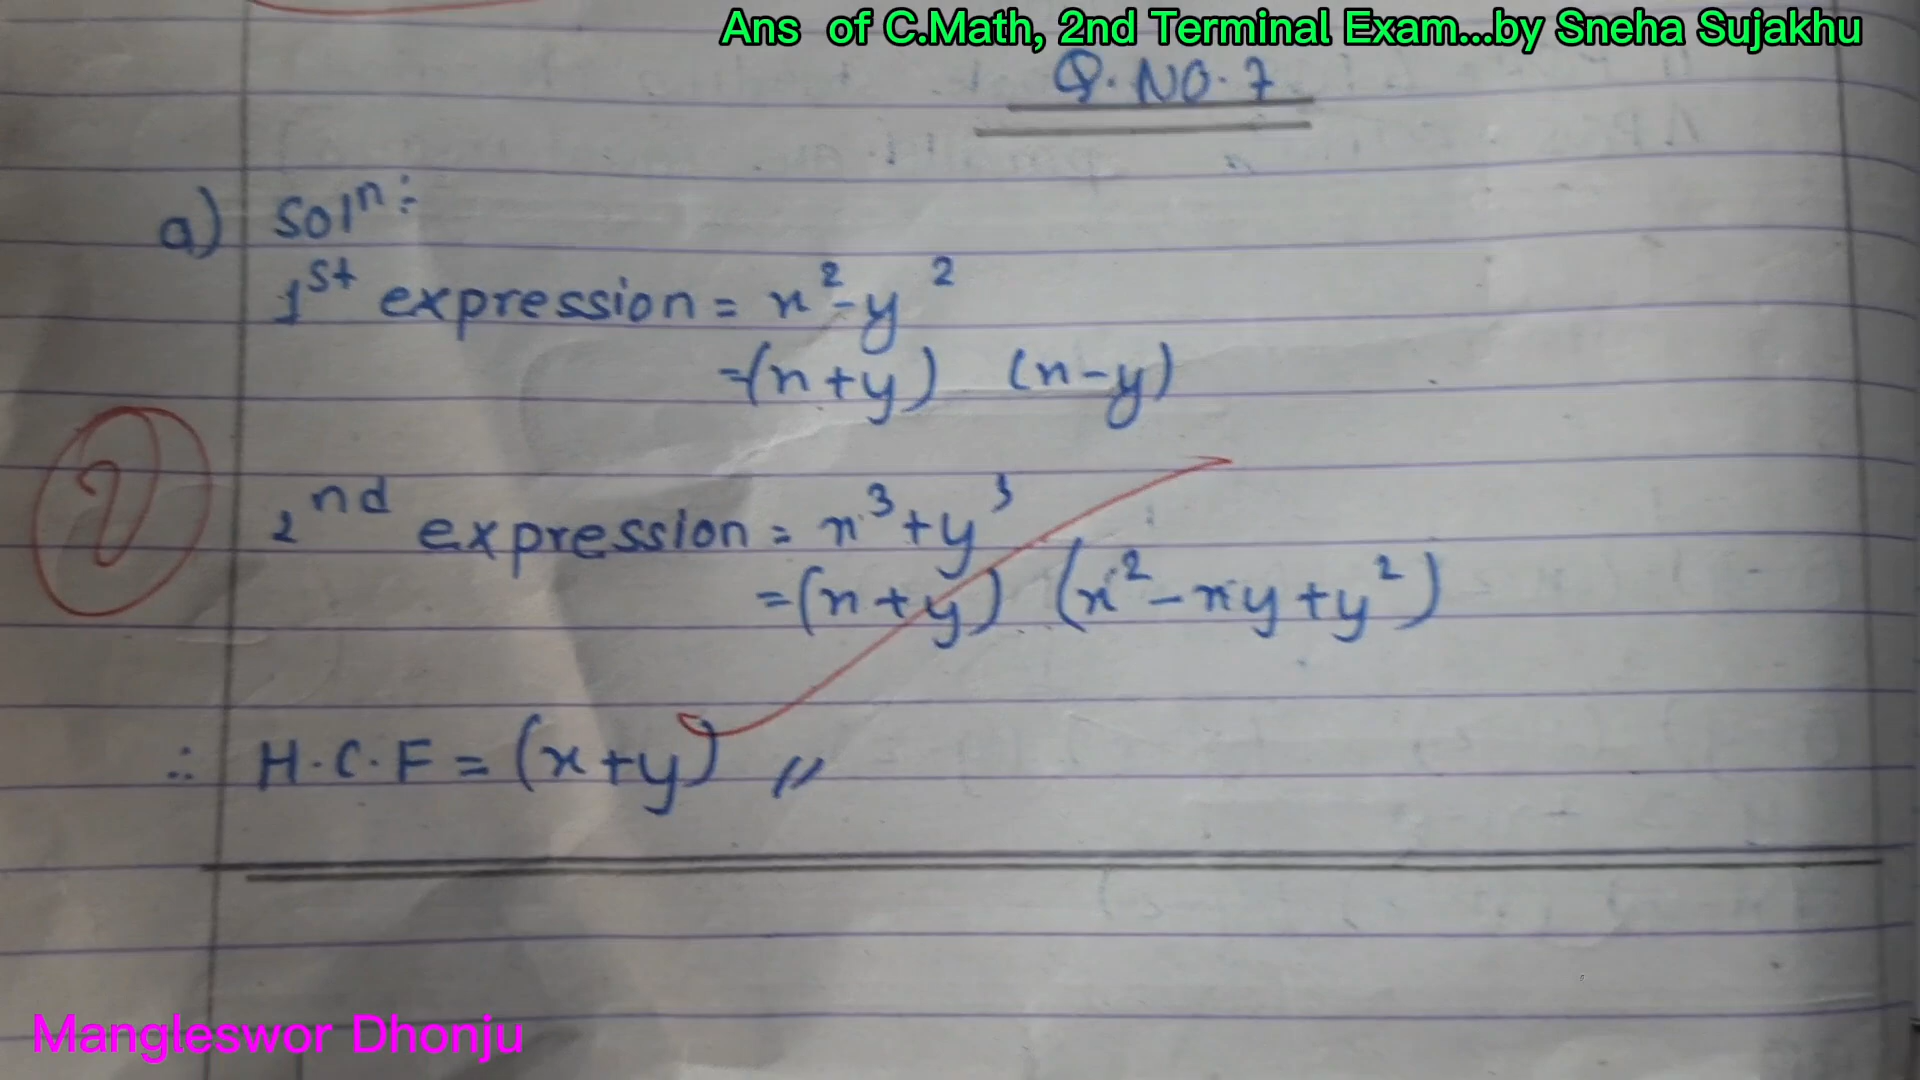 Ans of C.Math, 2nd Terminal Exam...by Sneha Sujakhu
Q.NO.7
a) Solⁿ:
1ˢᵗ expression = x²-y²
=(x+y) (x-y)
2
2ⁿᵈ expression = x³+y³
=(x+y) (x²-xy+y²)
∴ H.C.F = (x+y) //
Mangleswor Dhonju